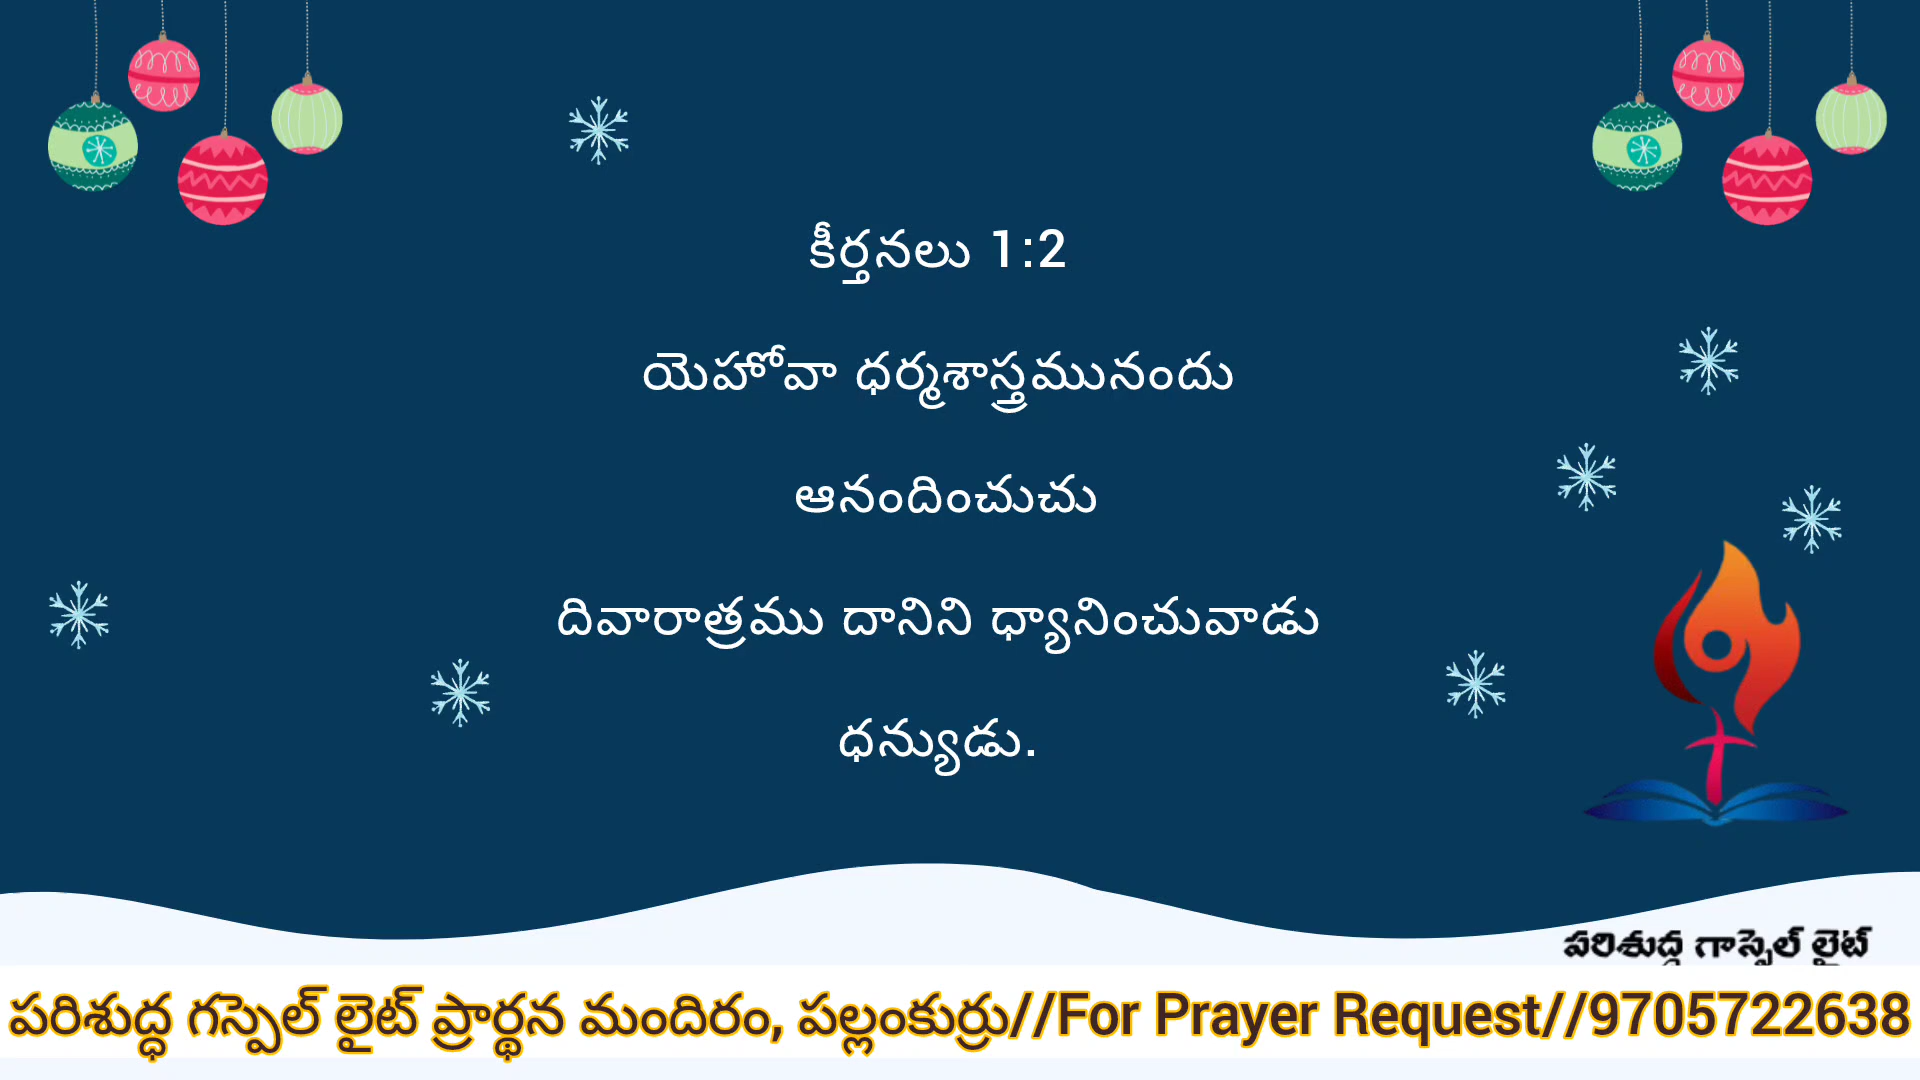 కీర్తనలు 1:2
యెహోవా ధర్మశాస్త్రమునందు
ఆనందించుచు
దివారాత్రము దానిని ధ్యానించువాడు
ధన్యుడు.
పరిశుద్ధ గాస్పెల్ లైట్
పరిశుద్ధ గస్పెల్ లైట్ ప్రార్థన మందిరం, పల్లంకుర్రు//For Prayer Request//9705722638